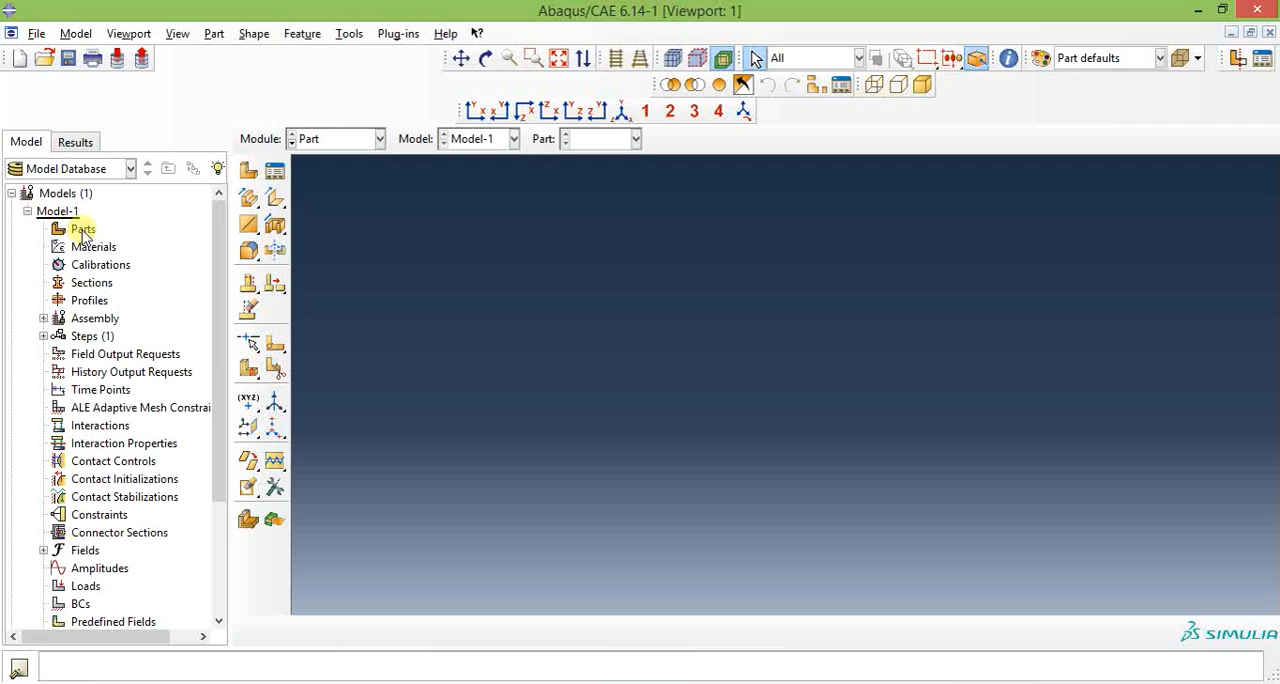 Abaqus/CAE 6.14-1 [Viewport: 1]
File Model Viewport View Part Shape Feature Tools Plug-ins Help
All
Part defaults
1 2 3 4
Model Results
Module: Part Model: Model-1 Part:
Model Database
Models (1)
Model-1
Parts
Materials
Calibrations
Sections
Profiles
Assembly
Steps (1)
Field Output Requests
History Output Requests
Time Points
ALE Adaptive Mesh Constrai
Interactions
Interaction Properties
Contact Controls
Contact Initializations
Contact Stabilizations
Constraints
Connector Sections
Fields
Amplitudes
Loads
BCs
Predefined Fields
(XYZ)
SIMULIA